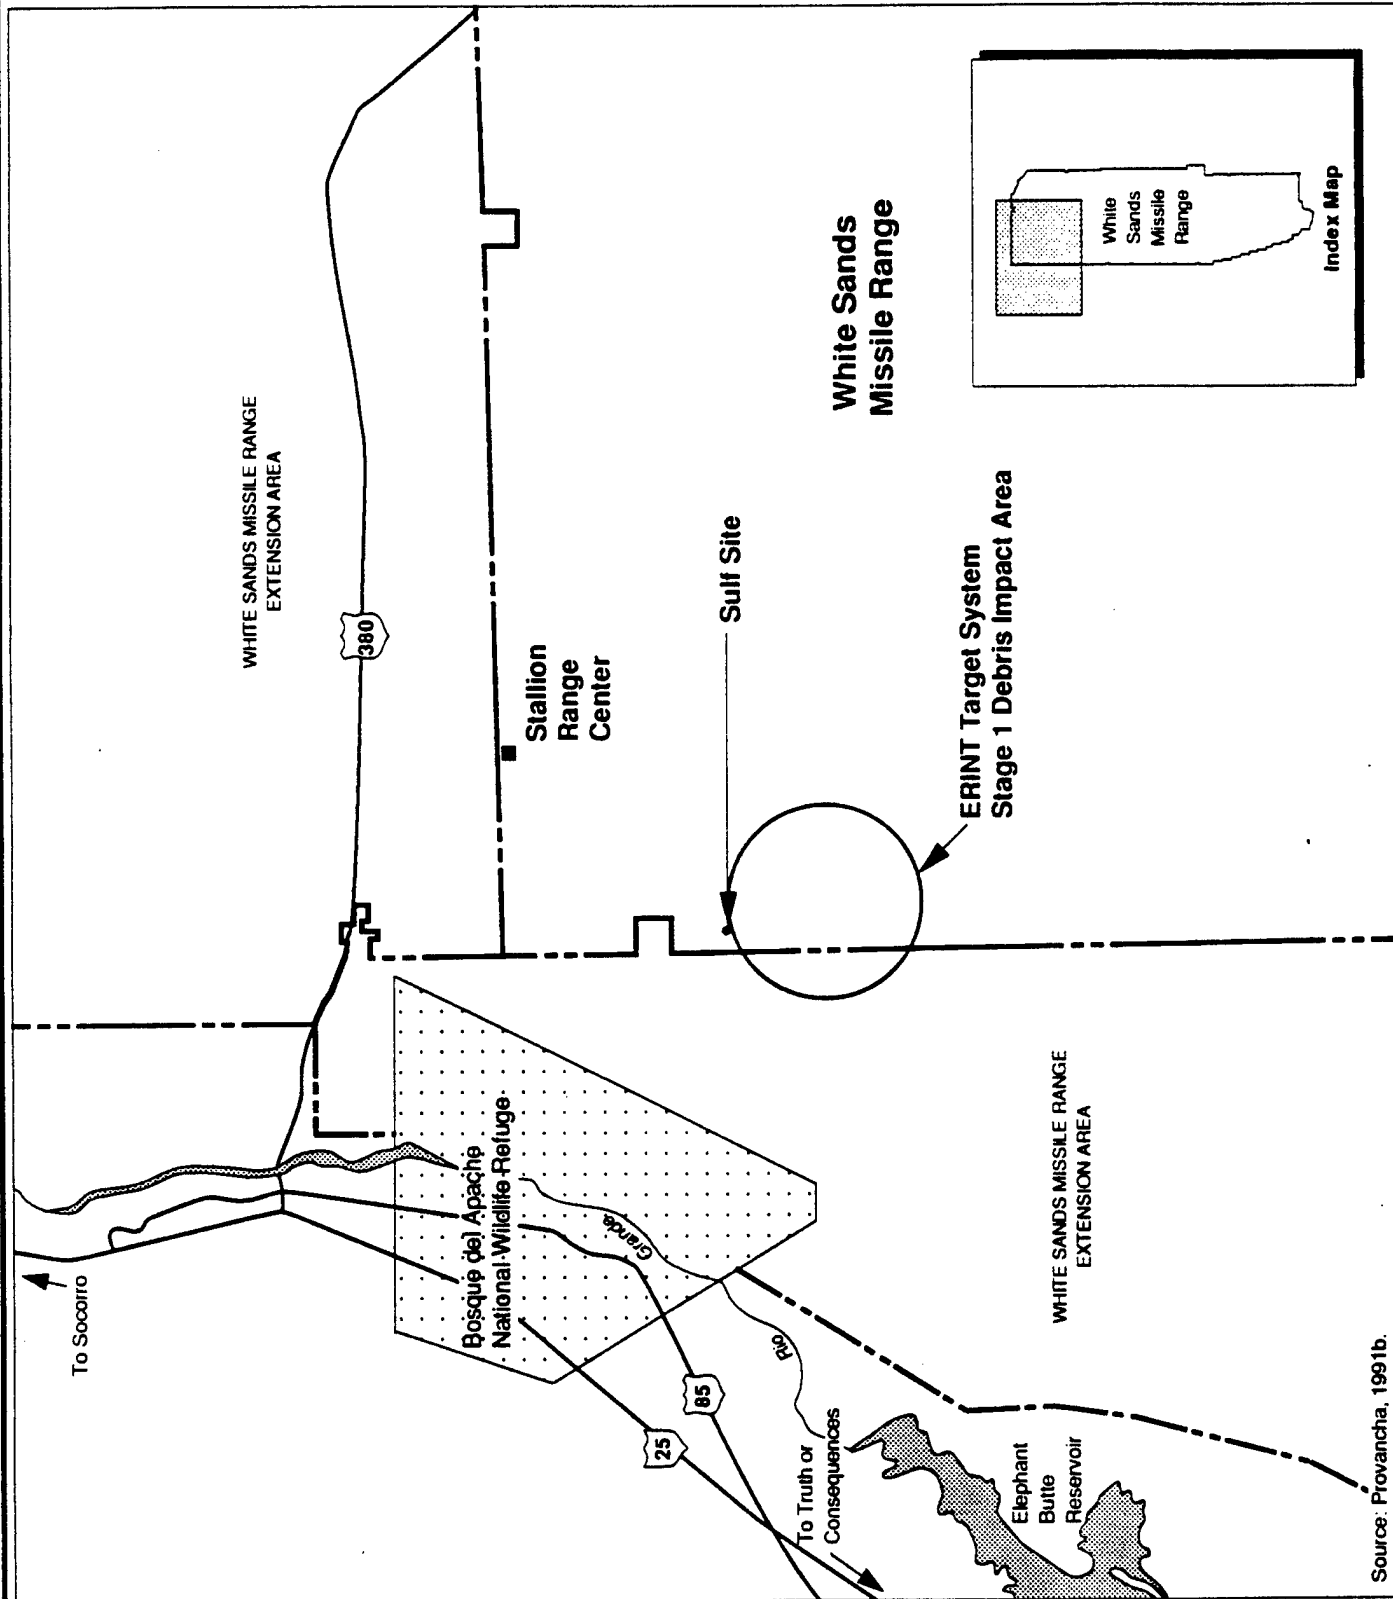 To Socorro
WHITE SANDS MISSILE RANGE
EXTENSION AREA
380
Bosque del Apache
National Wildlife Refuge
Stallion
Range
Center
Grande
Rio
25
85
Sulf Site
To Truth or
Consequences
White Sands
Missile Range
ERINT Target System
Stage 1 Debris Impact Area
Elephant
Butte
Reservoir
WHITE SANDS MISSILE RANGE
EXTENSION AREA
White
Sands
Missile
Range
Index Map
Source: Provancha, 1991b.